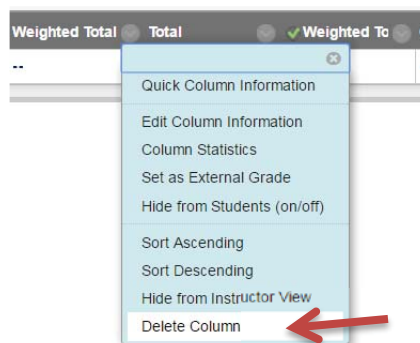 Weighted Total Total Weighted To
--
Quick Column Information
Edit Column Information
Column Statistics
Set as External Grade
Hide from Students (on/off)
Sort Ascending
Sort Descending
Hide from Instructor View
Delete Column